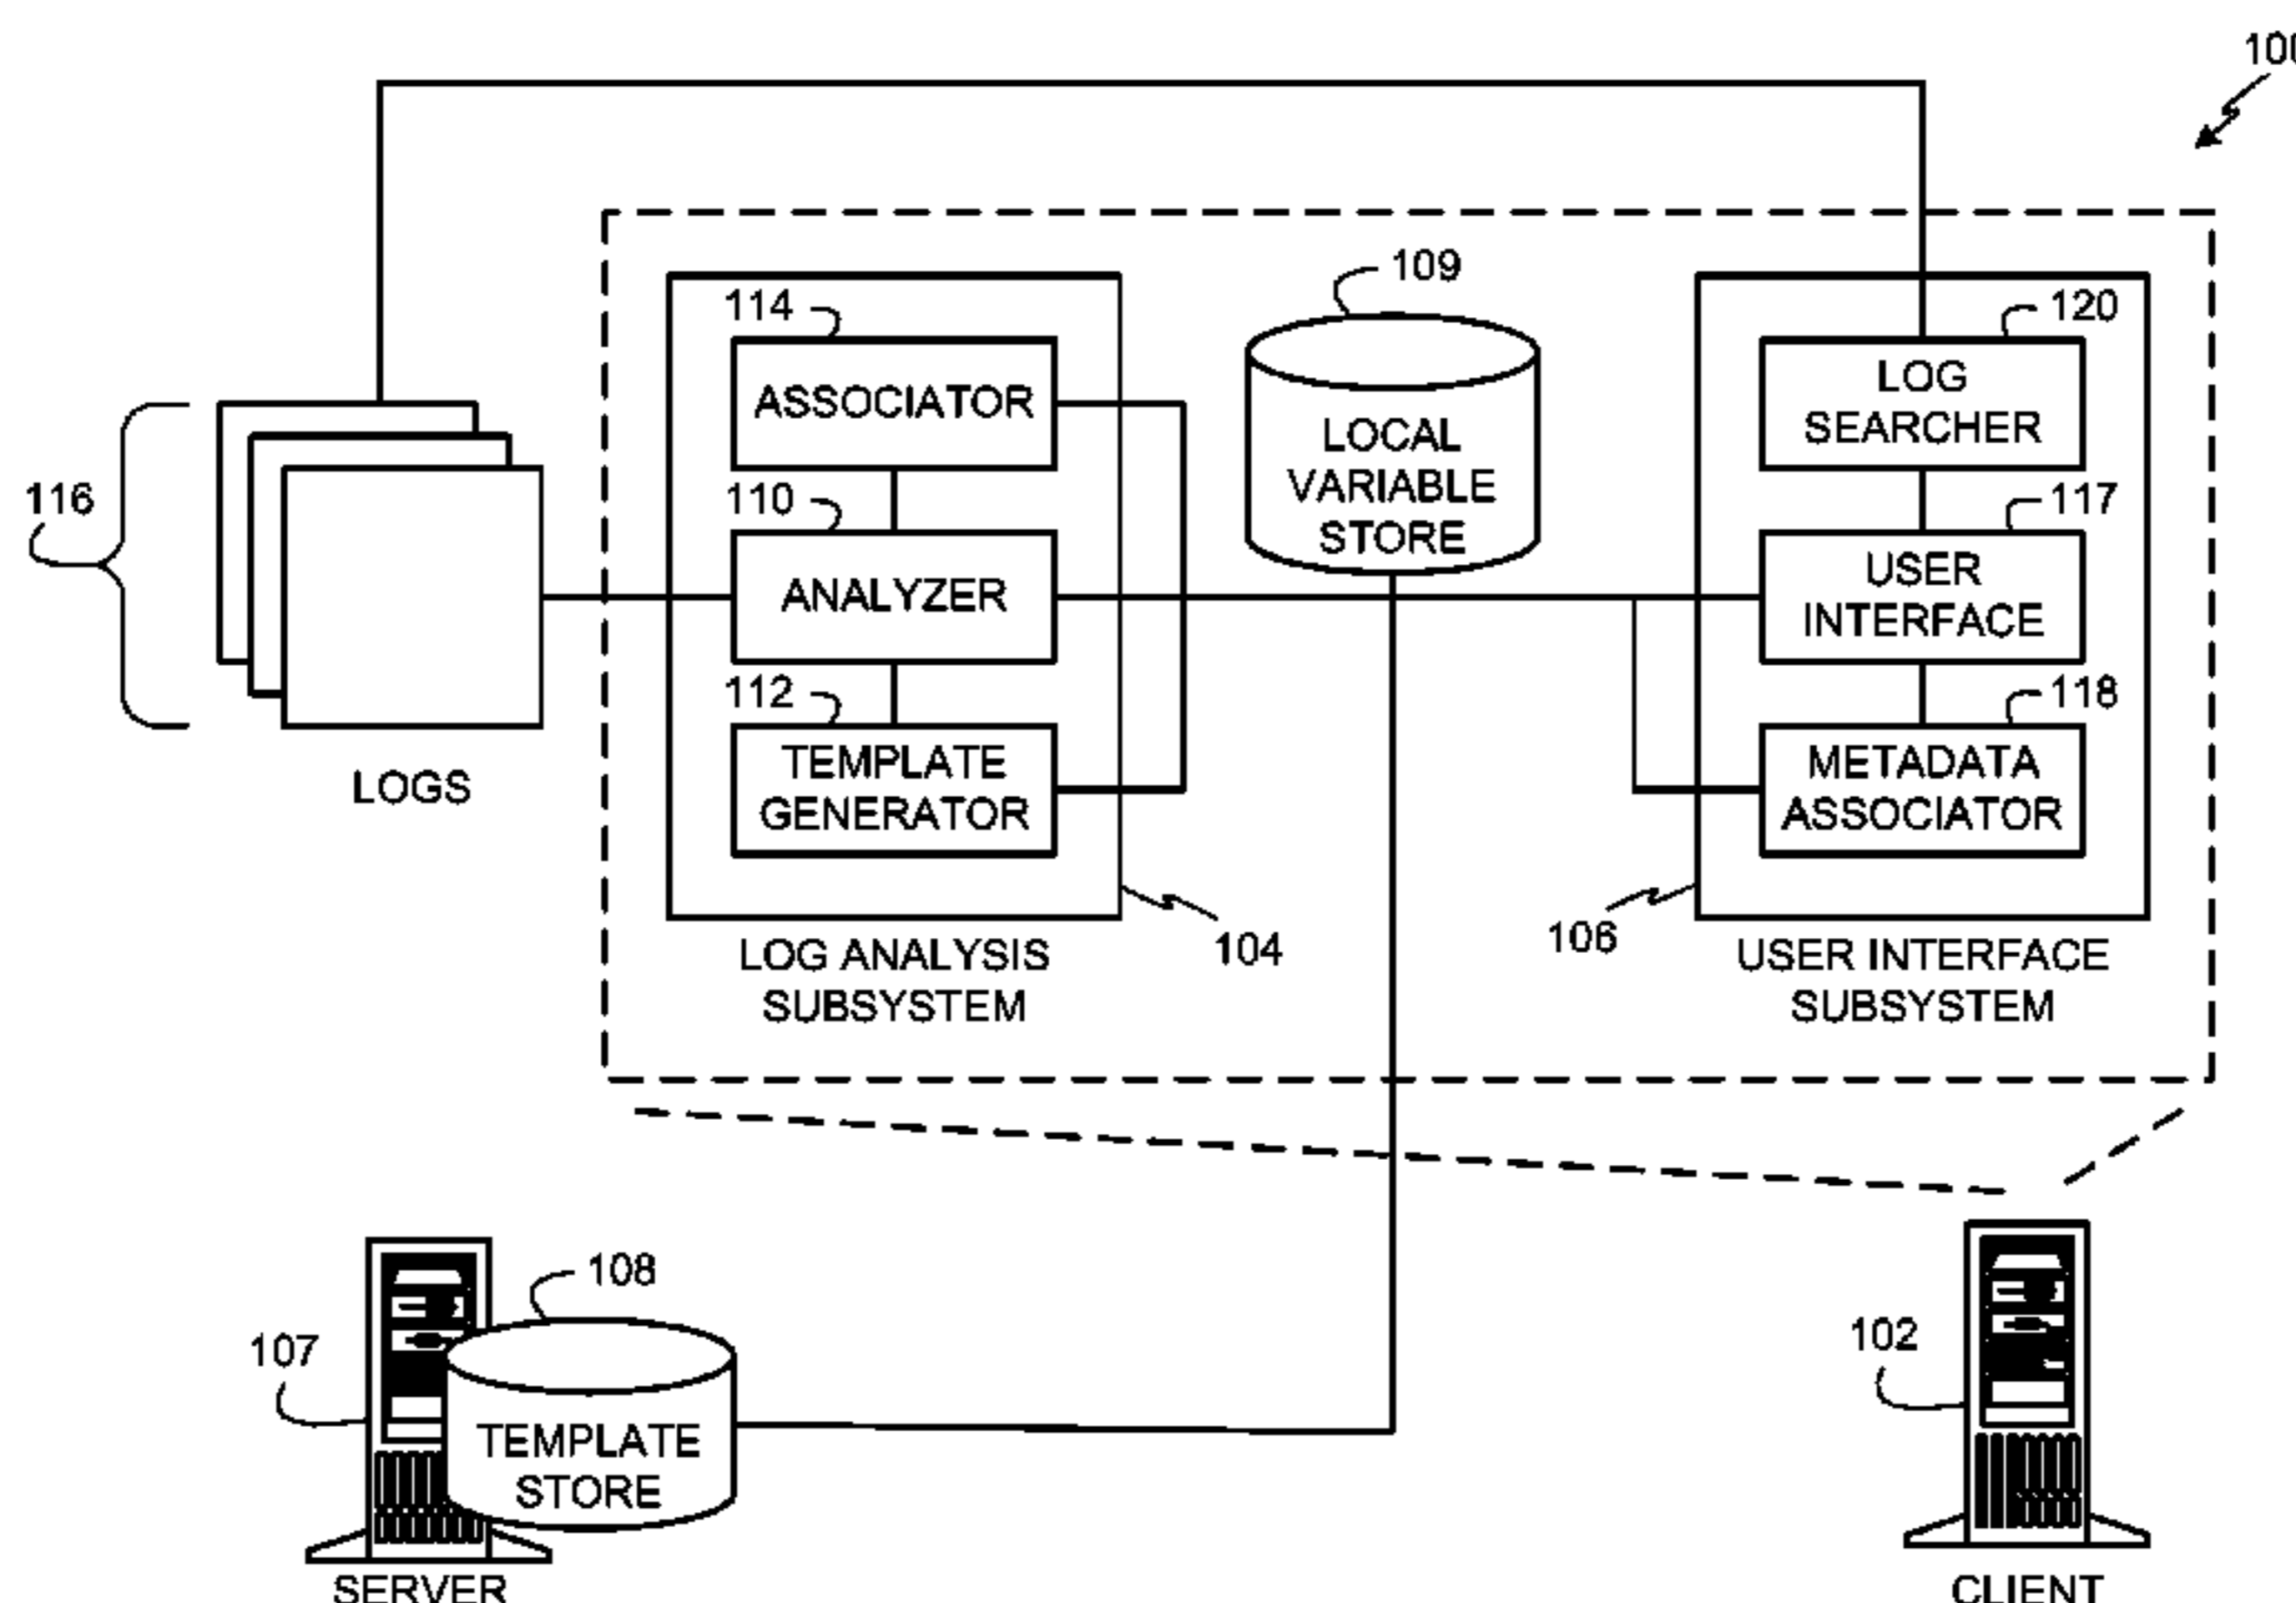 100
109
114
120
ASSOCIATOR
LOG
SEARCHER
LOCAL
VARIABLE
STORE
116
110
117
ANALYZER
USER
INTERFACE
112
118
LOGS
TEMPLATE
GENERATOR
METADATA
ASSOCIATOR
104
106
LOG ANALYSIS
SUBSYSTEM
USER INTERFACE
SUBSYSTEM
108
107
102
TEMPLATE
STORE
SERVER
CLIENT